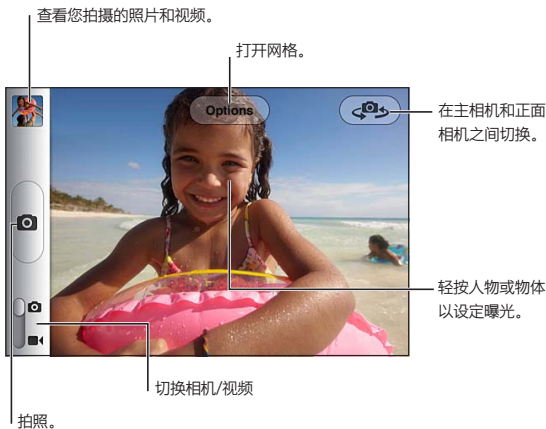 查看您拍摄的照片和视频。
打开网格。
Options
在主相机和正面
相机之间切换。
轻按人物或物体
以设定曝光。
切换相机/视频
拍照。